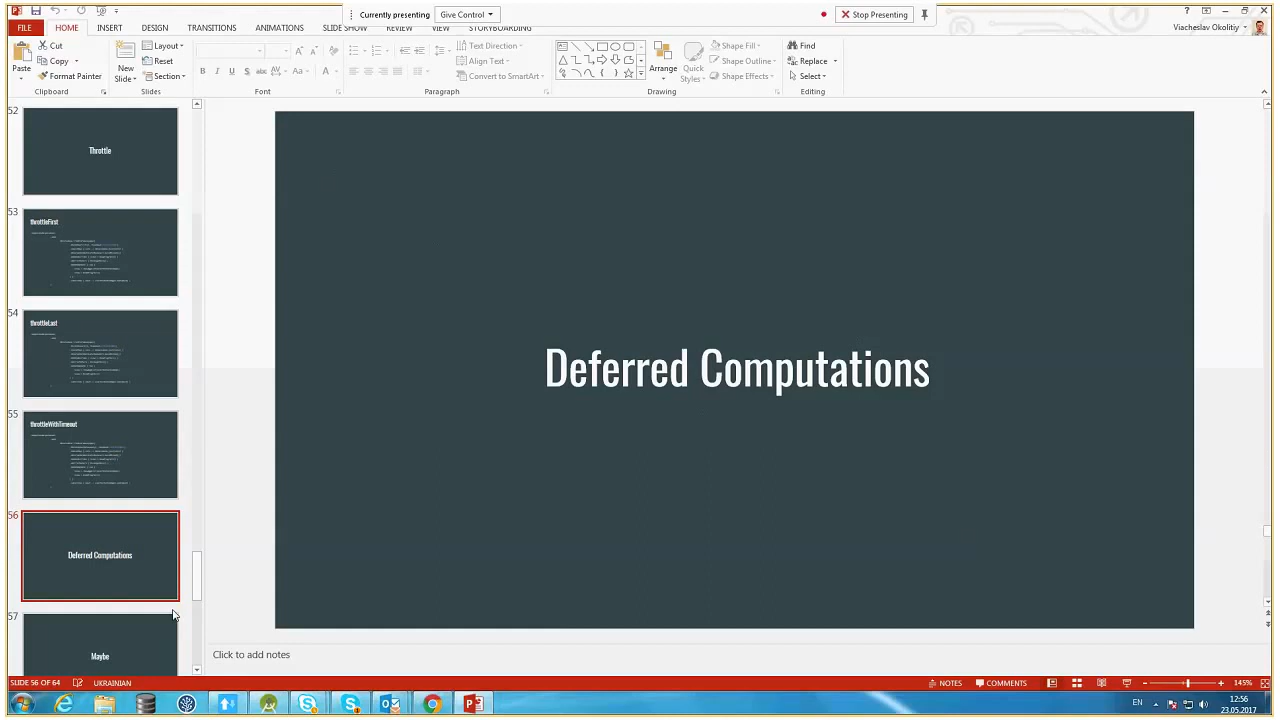 Currently presenting
Give Control
Stop Presenting
?
FILE
HOME
INSERT
DESIGN
TRANSITIONS
ANIMATIONS
SLIDE SHOW
REVIEW
VIEW
STORYBOARDING
Viacheslav Okolitiy
Paste
Cut
Copy
Format Painter
Clipboard
New
Slide
Layout
Reset
Section
Slides
B I U S abc AV Aa A
Font
Text Direction
Align Text
Convert to SmartArt
Paragraph
Arrange
Quick
Styles
Shape Fill
Shape Outline
Shape Effects
Drawing
Find
Replace
Select
Editing
52
Throttle
53
throttleFirst
54
throttleLast
55
throttleWithTimeout
56
Deferred Computations
57
Maybe
Deferred Computations
Click to add notes
SLIDE 56 OF 64
UKRAINIAN
NOTES
COMMENTS
145%
EN
12:56
23.05.2017